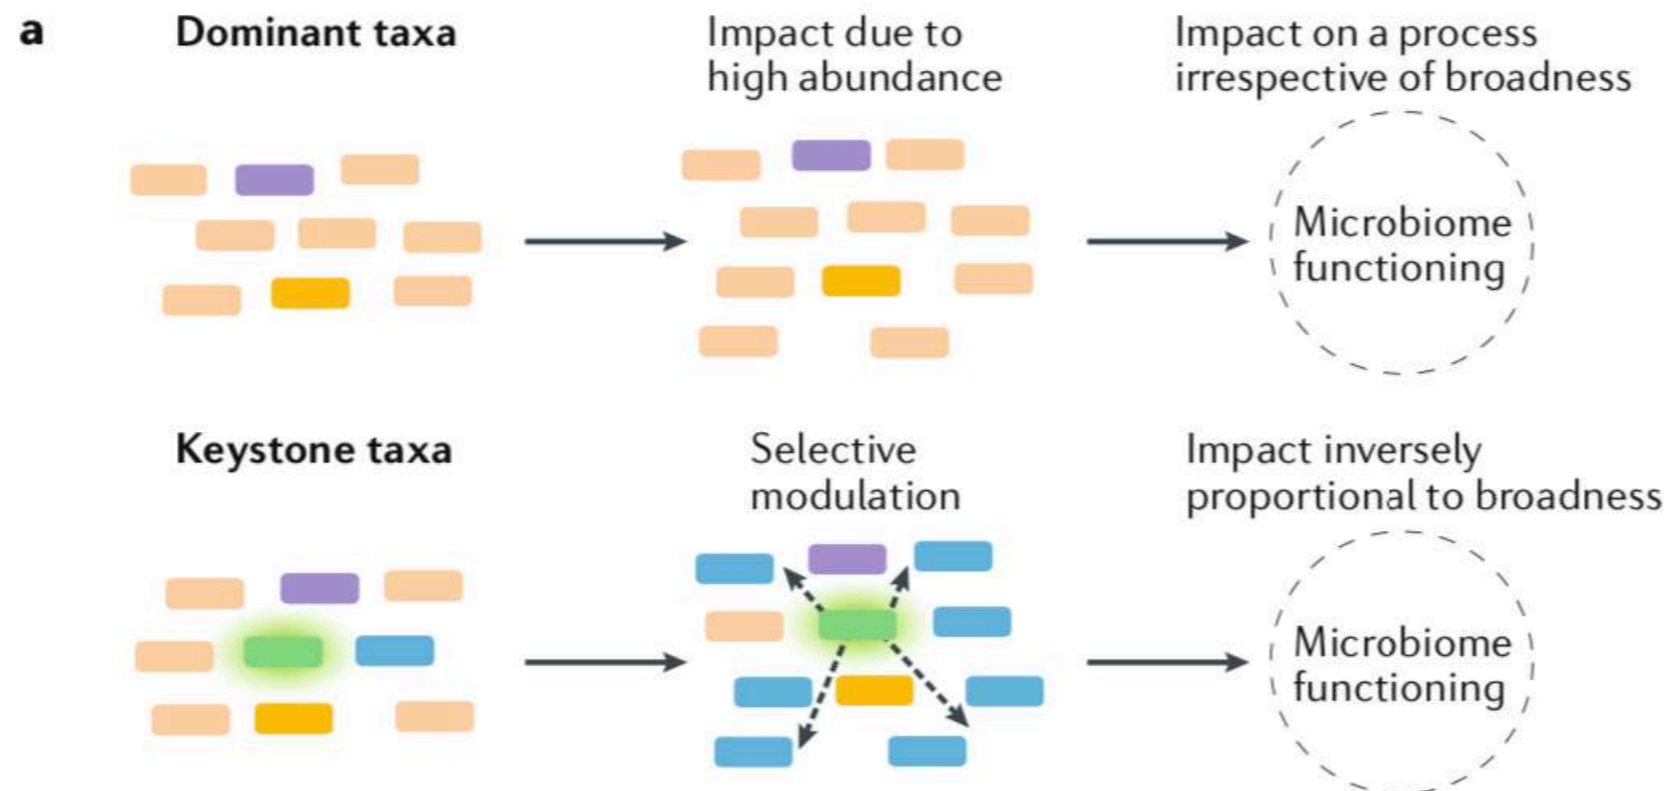 a
Dominant taxa
Impact due to
high abundance
Impact on a process
irrespective of broadness
Microbiome
functioning
Keystone taxa
Selective
modulation
Impact inversely
proportional to broadness
Microbiome
functioning